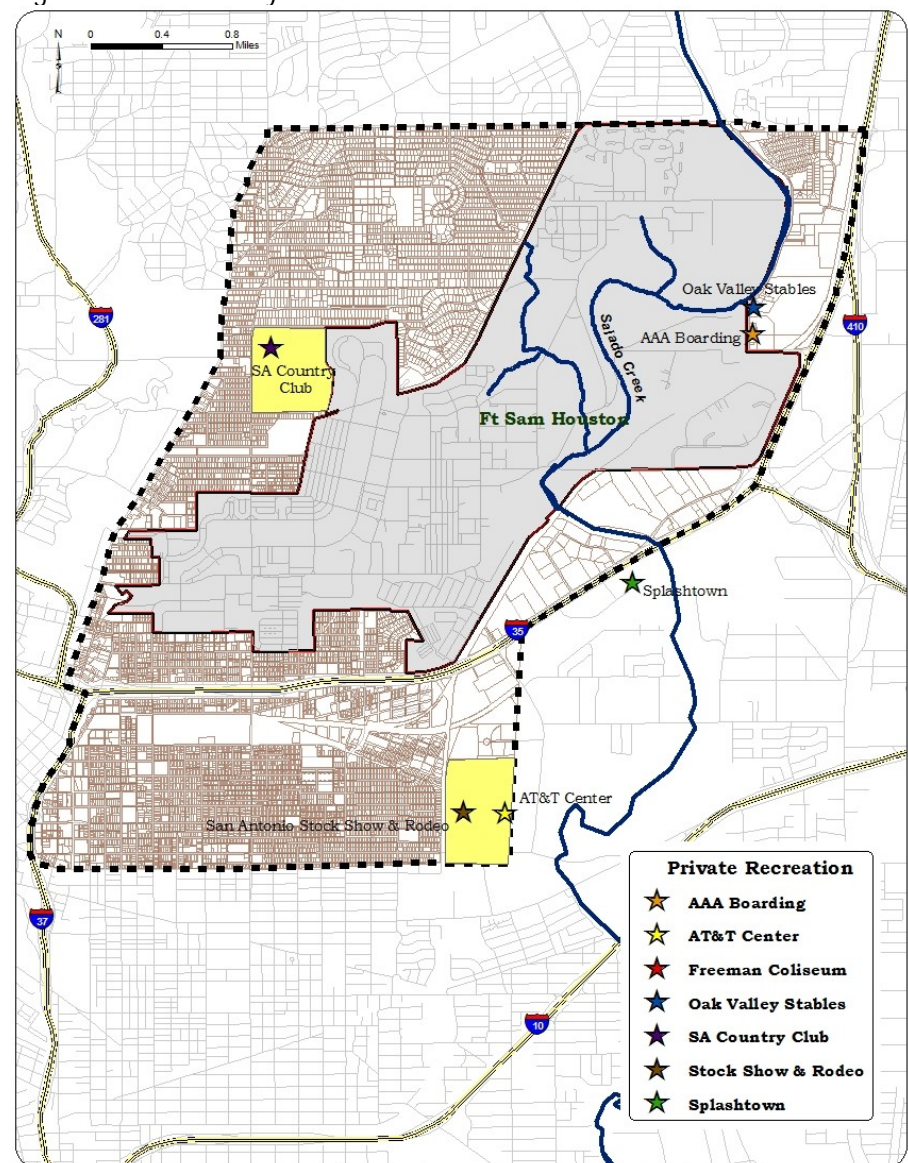 N
0 0.4 0.8
Miles
281
Oak Valley Stables
410
AAA Boarding
Salado Creek
SA Country
Club
Ft Sam Houston
Splashtown
35
AT&T Center
San Antonio Stock Show & Rodeo
37
10
Private Recreation
AAA Boarding
AT&T Center
Freeman Coliseum
Oak Valley Stables
SA Country Club
Stock Show & Rodeo
Splashtown